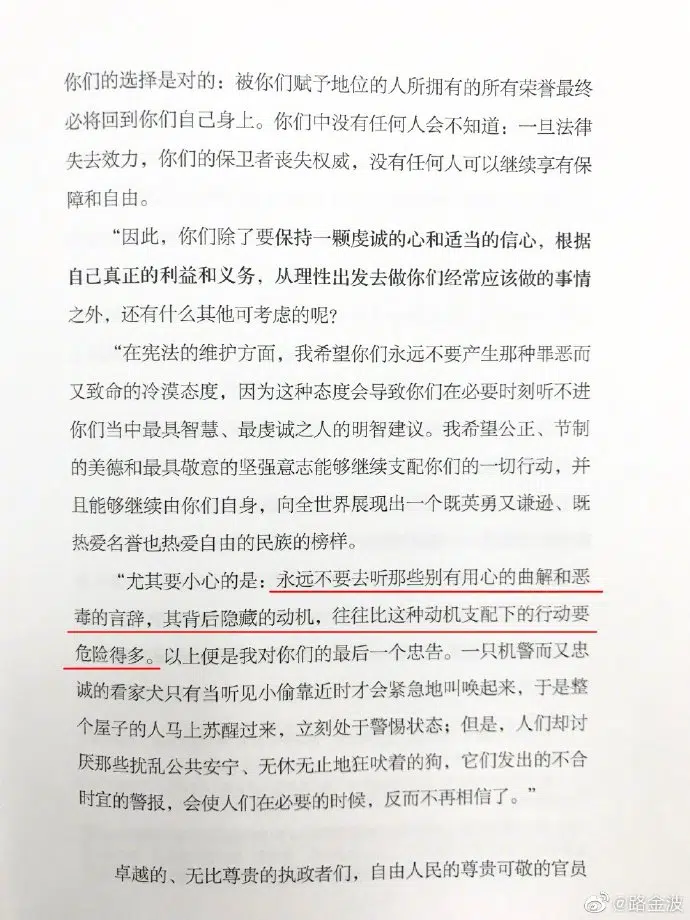 你们的选择是对的：被你们赋予地位的人所拥有的所有荣誉最终
必将回到你们自己身上。你们中没有任何人会不知道：一旦法律
失去效力，你们的保卫者丧失权威，没有任何人可以继续享有保
障和自由。
“因此，你们除了要保持一颗虔诚的心和适当的信心，根据
自己真正的利益和义务，从理性出发去做你们经常应该做的事情
之外，还有什么其他可考虑的呢？
“在宪法的维护方面，我希望你们永远不要产生那种罪恶而
又致命的冷漠态度，因为这种态度会导致你们在必要时刻听不进
你们当中最具智慧、最虔诚之人的明智建议。我希望公正、节制
的美德和最具敬意的坚强意志能够继续支配你们的一切行动，并
且能够继续由你们自身，向全世界展现出一个既英勇又谦逊、既
热爱名誉也热爱自由的民族的榜样。
“尤其要小心的是：永远不要去听那些别有用心的曲解和恶
毒的言辞，其背后隐藏的动机，往往比这种动机支配下的行动要
危险得多。以上便是我对你们的最后一个忠告。一只机警而又忠
诚的看家犬只有当听见小偷靠近时才会紧急地叫唤起来，于是整
个屋子的人马上苏醒过来，立刻处于警惕状态；但是，人们却讨
厌那些扰乱公共安宁、无休无止地狂吠着的狗，它们发出的不合
时宜的警报，会使人们在必要的时候，反而不再相信了。”
卓越的、无比尊贵的执政者们，自由人民的尊贵可敬的官员
@路金波